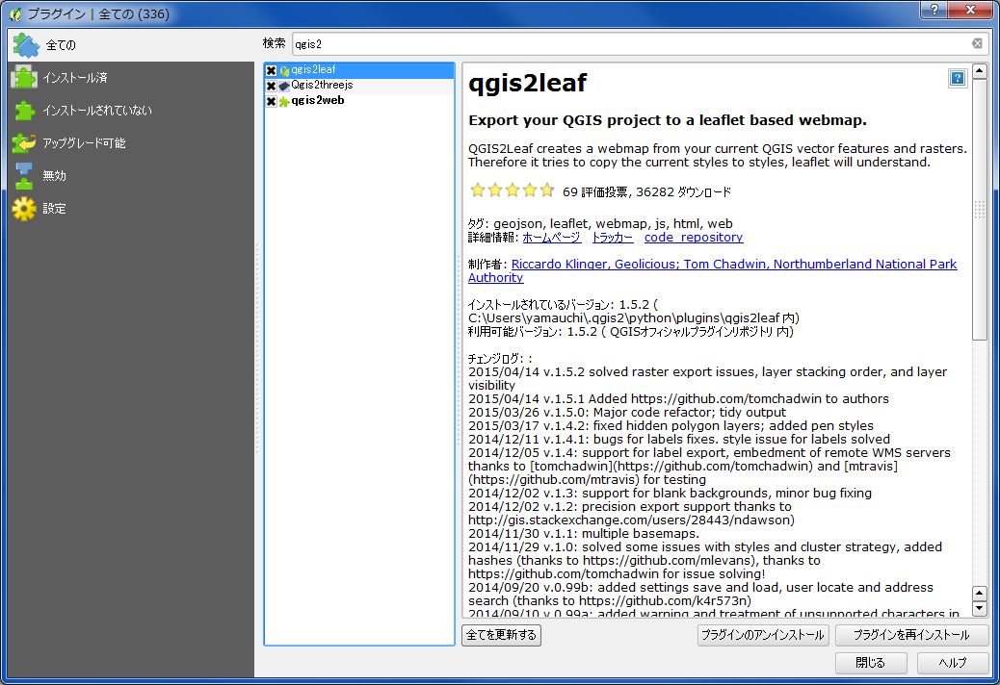 プラグイン | 全ての (336)
全ての
インストール済
インストールされていない
アップグレード可能
無効
設定
検索 qgis2
qgis2leaf
Qgis2threejs
qgis2web
qgis2leaf
Export your QGIS project to a leaflet based webmap.
QGIS2Leaf creates a webmap from your current QGIS vector features and rasters.
Therefore it tries to copy the current styles to styles, leaflet will understand.
69 評価投票, 36282 ダウンロード
タグ: geojson, leaflet, webmap, js, html, web
詳細情報: ホームページ トラッカー code_repository
制作者: Riccardo Klinger, Geolicious; Tom Chadwin, Northumberland National Park
Authority
インストールされているバージョン: 1.5.2 (
C:\Users\yamauchi\.qgis2\python\plugins\qgis2leaf 内)
利用可能バージョン: 1.5.2 ( QGISオフィシャルプラグインリポジトリ 内)
チェンジログ: :
2015/04/14 v.1.5.2 solved raster export issues, layer stacking order, and layer
visibility
2015/04/14 v.1.5.1 Added https://github.com/tomchadwin to authors
2015/03/26 v.1.5.0: Major code refactor; tidy output
2015/03/17 v.1.4.2: fixed hidden polygon layers; added pen styles
2014/12/11 v.1.4.1: bugs for labels fixes. style issue for labels solved
2014/12/05 v.1.4: support for label export, embedment of remote WMS servers
thanks to [tomchadwin](https://github.com/tomchadwin) and [mtravis]
(https://github.com/mtravis) for testing
2014/12/02 v.1.3: support for blank backgrounds, minor bug fixing
2014/12/02 v.1.2: precision export support thanks to
http://gis.stackexchange.com/users/28443/ndawson)
2014/11/30 v.1.1: multiple basemaps.
2014/11/29 v.1.0: solved some issues with styles and cluster strategy, added
hashes (thanks to https://github.com/mlevans), thanks to
https://github.com/tomchadwin for issue solving!
2014/09/20 v.0.99b: added settings save and load, user locate and address
search (thanks to https://github.com/k4r573n)
2014/09/10 v.0.99a: added warning and treatment of unsupported characters in
全てを更新する
プラグインのアンインストール
プラグインを再インストール
閉じる
ヘルプ